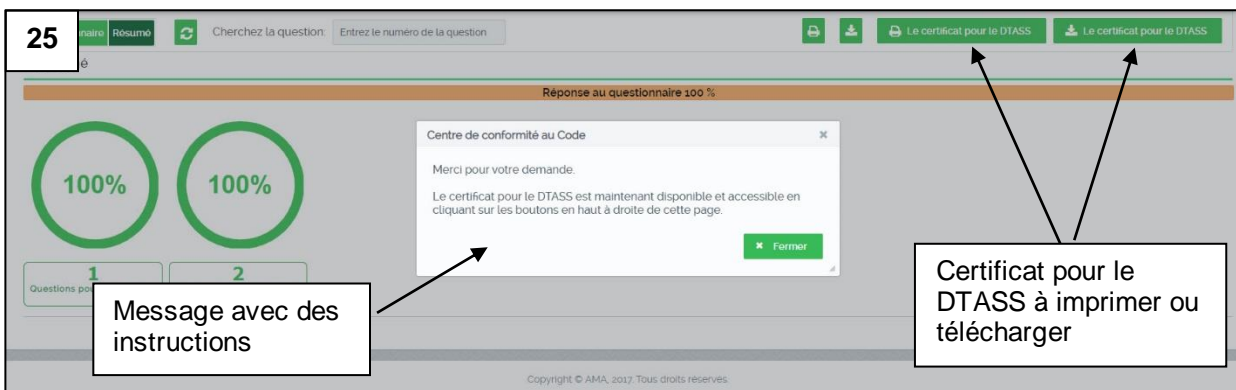 25
naire Résumé Cherchez la question: Entrez le numéro de la question Le certificat pour le DTASS Le certificat pour le DTASS
é
Réponse au questionnaire 100 %
Centre de conformité au Code
Merci pour votre demande.
Le certificat pour le DTASS est maintenant disponible et accessible en
cliquant sur les boutons en haut à droite de cette page.
Fermer
100% 100%
1 2
Questions po
Message avec des
instructions
Certificat pour le
DTASS à imprimer ou
télécharger
Copyright © AMA, 2017. Tous droits réservés.